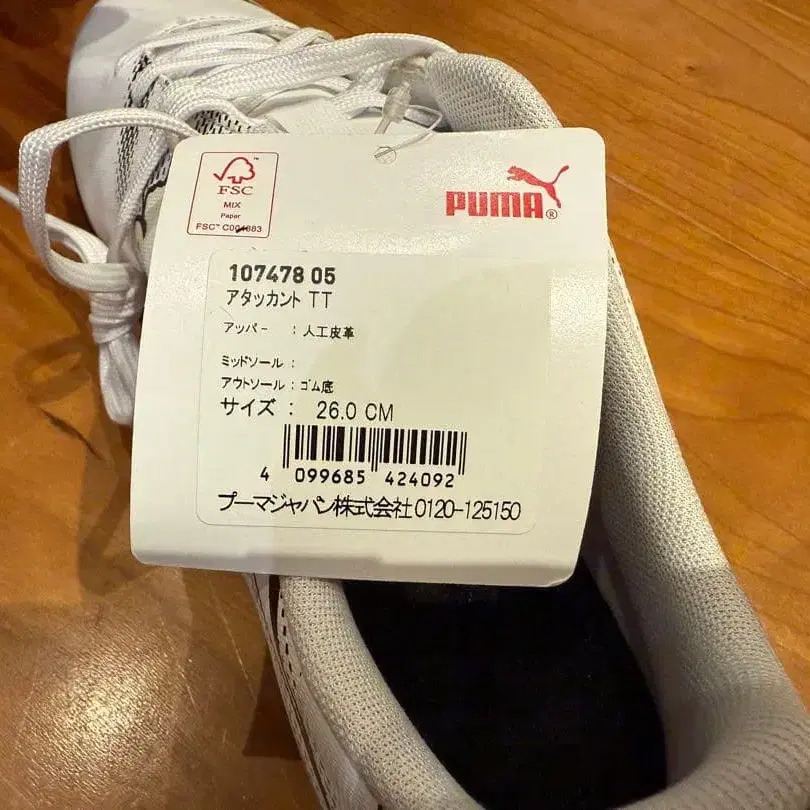 FSC
MIX
Paper
FSC™ C004883
PUMA®
107478 05
アタッカント TT
アッパー : 人工皮革
ミッドソール :
アウトソール : ゴム底
サイズ : 26.0 CM
4 099685 424092
プーマジャパン株式会社 0120-125150